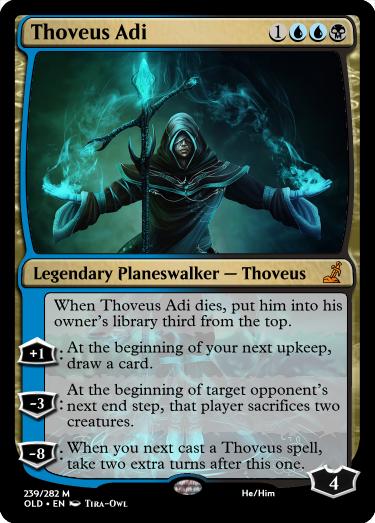 Thoveus Adi 1
Legendary Planeswalker — Thoveus
When Thoveus Adi dies, put him into his
owner's library third from the top.
+1: At the beginning of your next upkeep,
draw a card.
-3: At the beginning of target opponent's
next end step, that player sacrifices two
creatures.
-8: When you next cast a Thoveus spell,
take two extra turns after this one.
4
239/282 M He/Him
OLD • EN Tira-Owl